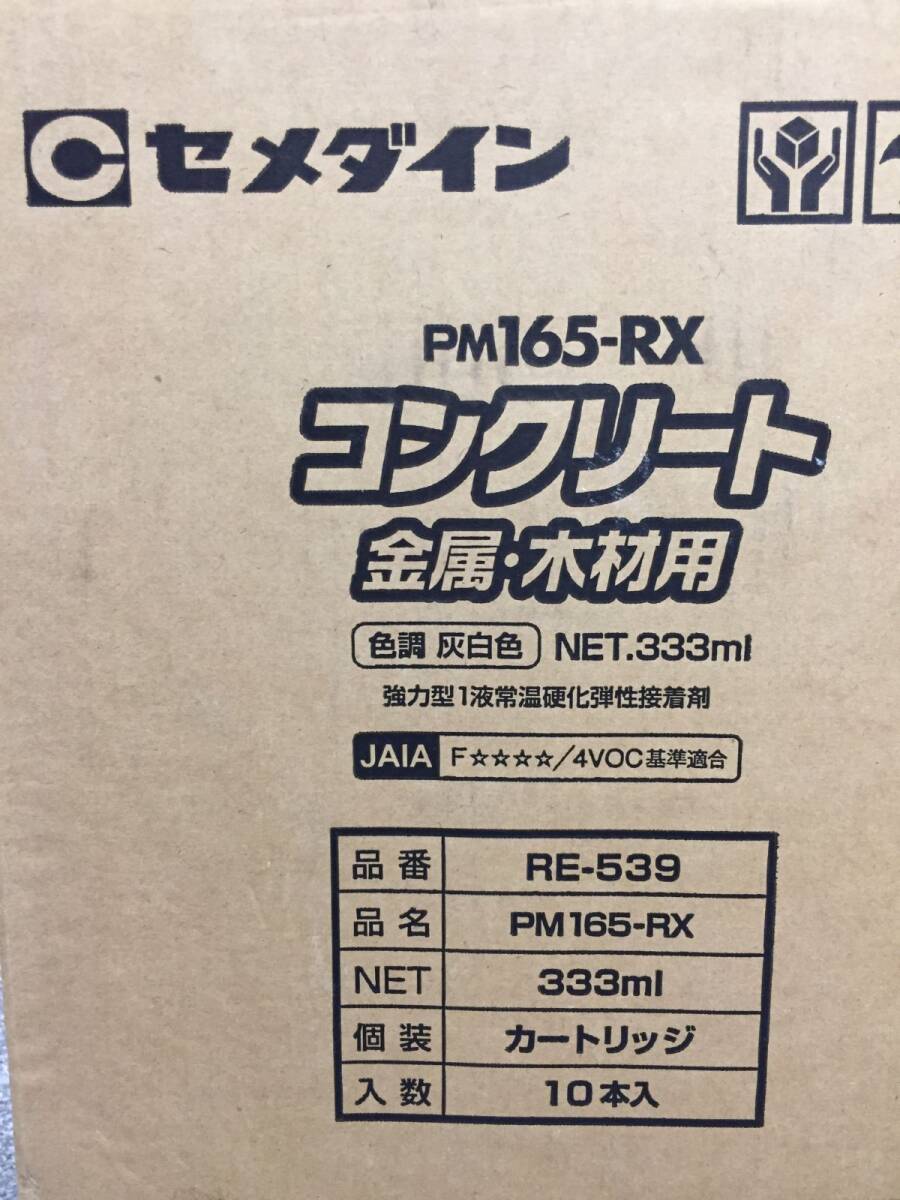 セメダイン
PM165-RX
コンクリート
金属・木材用
色調 灰白色 NET.333ml
強力型1液常温硬化弾性接着剤
JAIA F☆☆☆☆/4VOC基準適合
品番 RE-539
品名 PM165-RX
NET 333ml
個装 カートリッジ
入数 10本入